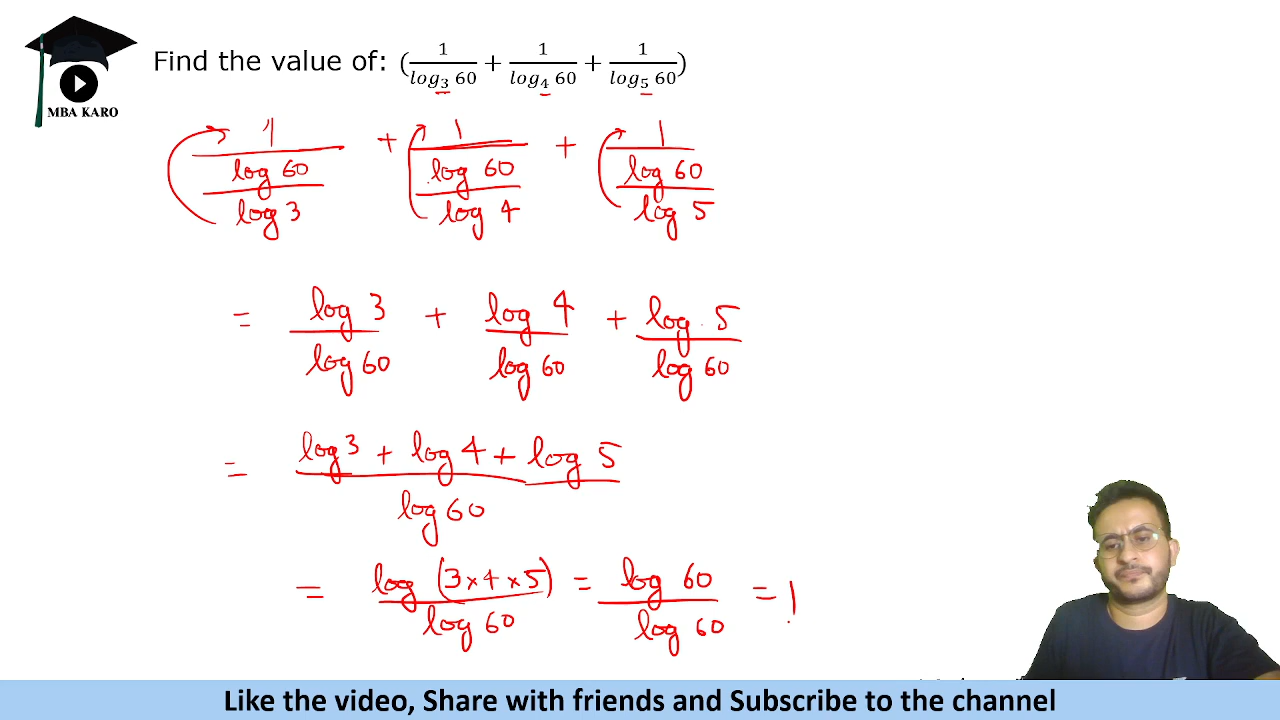 MBA KARO
Find the value of: (1/log₃ 60 + 1/log₄ 60 + 1/log₅ 60)
1/(log 60/log 3) + 1/(log 60/log 4) + 1/(log 60/log 5)
= log 3/log 60 + log 4/log 60 + log 5/log 60
= (log 3 + log 4 + log 5)/log 60
= log (3×4×5)/log 60 = log 60/log 60 = 1
Like the video, Share with friends and Subscribe to the channel